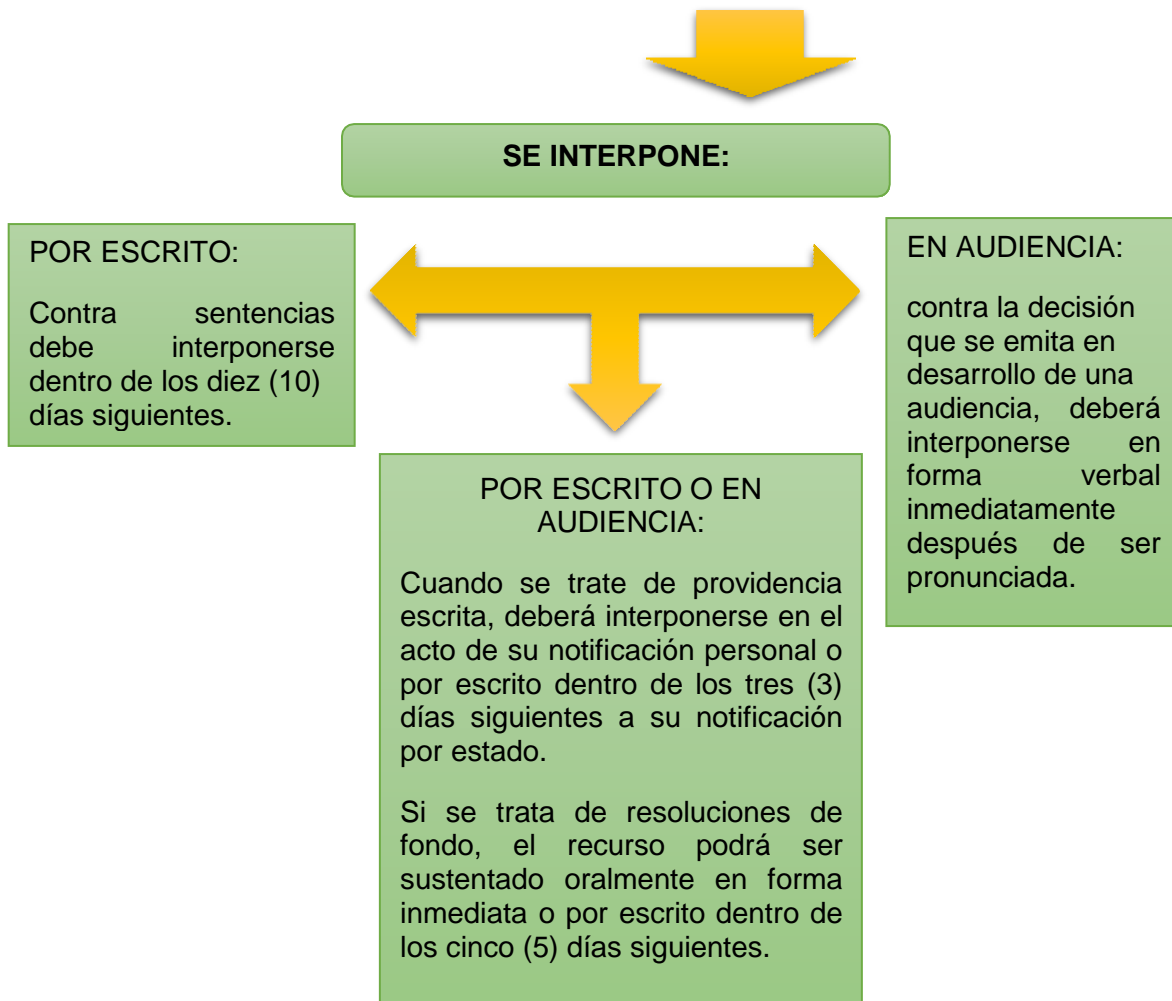 SE INTERPONE:
POR ESCRITO:
Contra sentencias
debe interponerse
dentro de los diez (10)
días siguientes.
EN AUDIENCIA:
contra la decisión
que se emita en
desarrollo de una
audiencia, deberá
interponerse en
forma verbal
inmediatamente
después de ser
pronunciada.
POR ESCRITO O EN
AUDIENCIA:
Cuando se trate de providencia
escrita, deberá interponerse en el
acto de su notificación personal o
por escrito dentro de los tres (3)
días siguientes a su notificación
por estado.
Si se trata de resoluciones de
fondo, el recurso podrá ser
sustentado oralmente en forma
inmediata o por escrito dentro de
los cinco (5) días siguientes.